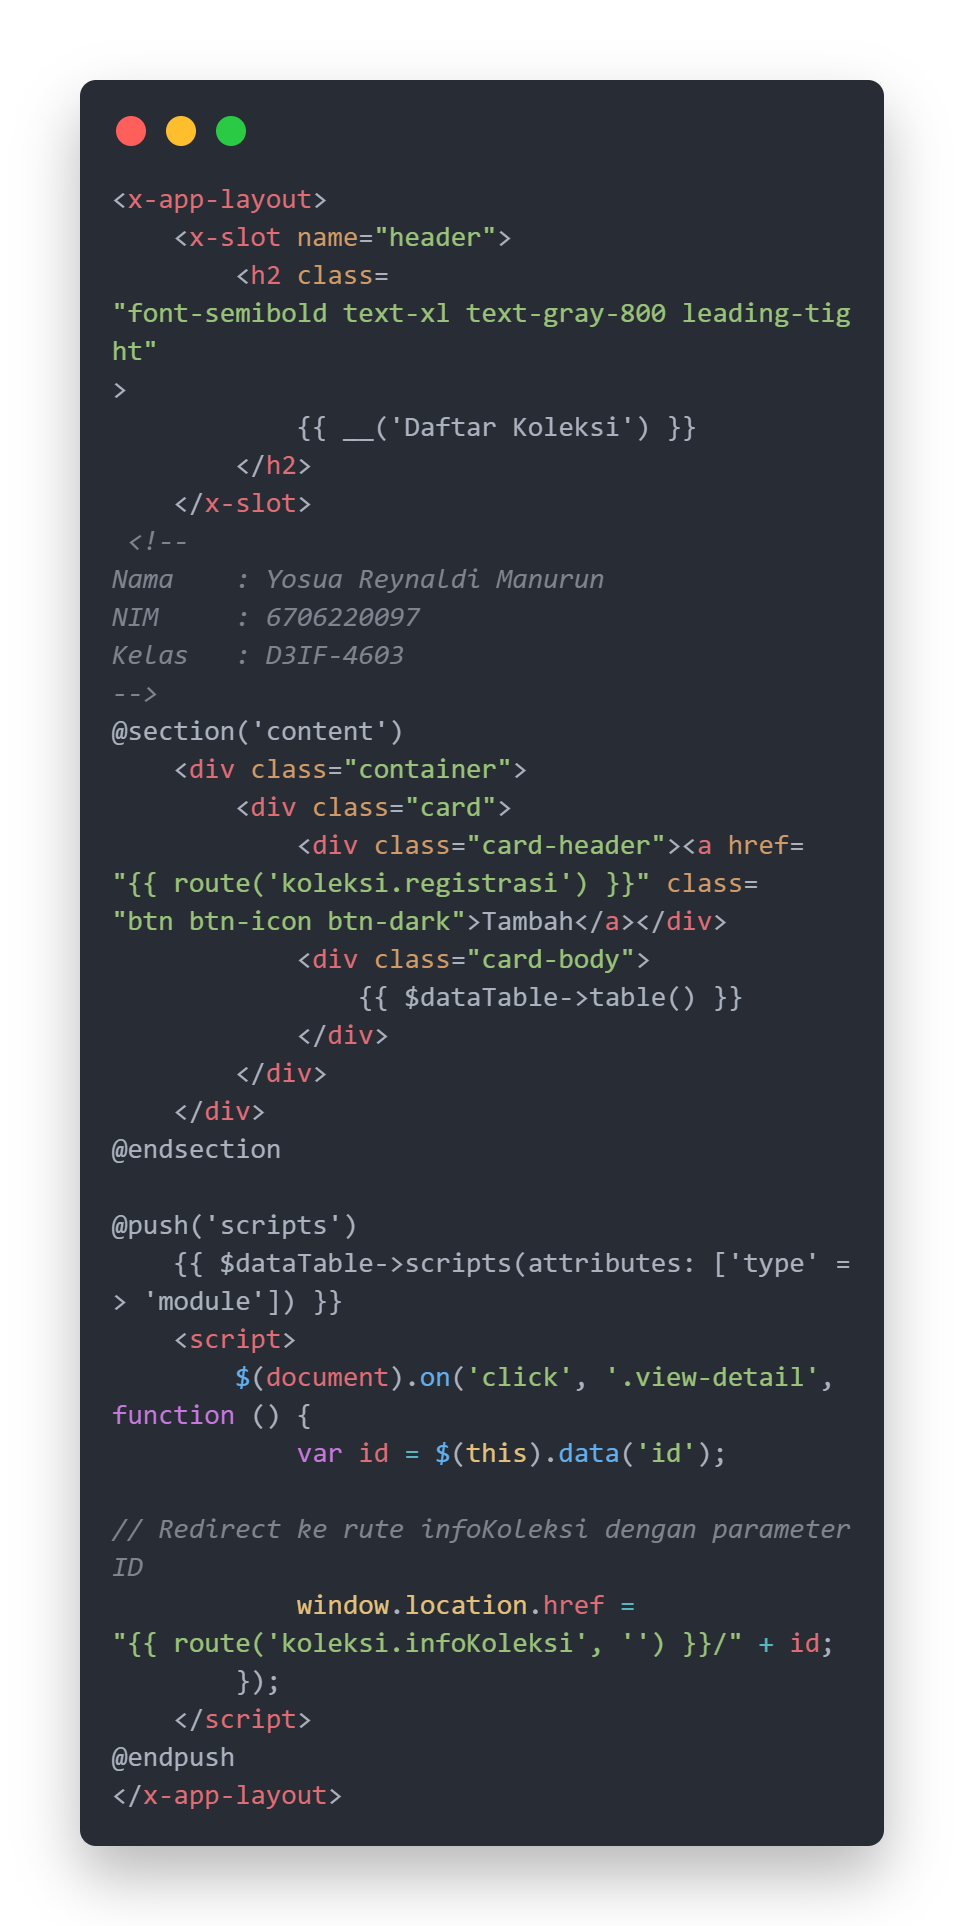 <x-app-layout>
    <x-slot name="header">
        <h2 class=
"font-semibold text-xl text-gray-800 leading-tig
ht"
>
            {{ __('Daftar Koleksi') }}
        </h2>
    </x-slot>
 <!--
Nama    : Yosua Reynaldi Manurun
NIM     : 6706220097
Kelas   : D3IF-4603
-->
@section('content')
    <div class="container">
        <div class="card">
            <div class="card-header"><a href=
"{{ route('koleksi.registrasi') }}" class=
"btn btn-icon btn-dark">Tambah</a></div>
            <div class="card-body">
                {{ $dataTable->table() }}
            </div>
        </div>
    </div>
@endsection

@push('scripts')
    {{ $dataTable->scripts(attributes: ['type' =
> 'module']) }}
    <script>
        $(document).on('click', '.view-detail',
function () {
            var id = $(this).data('id');

// Redirect ke rute infoKoleksi dengan parameter
ID
            window.location.href =
"{{ route('koleksi.infoKoleksi', '') }}/" + id;
        });
    </script>
@endpush
</x-app-layout>